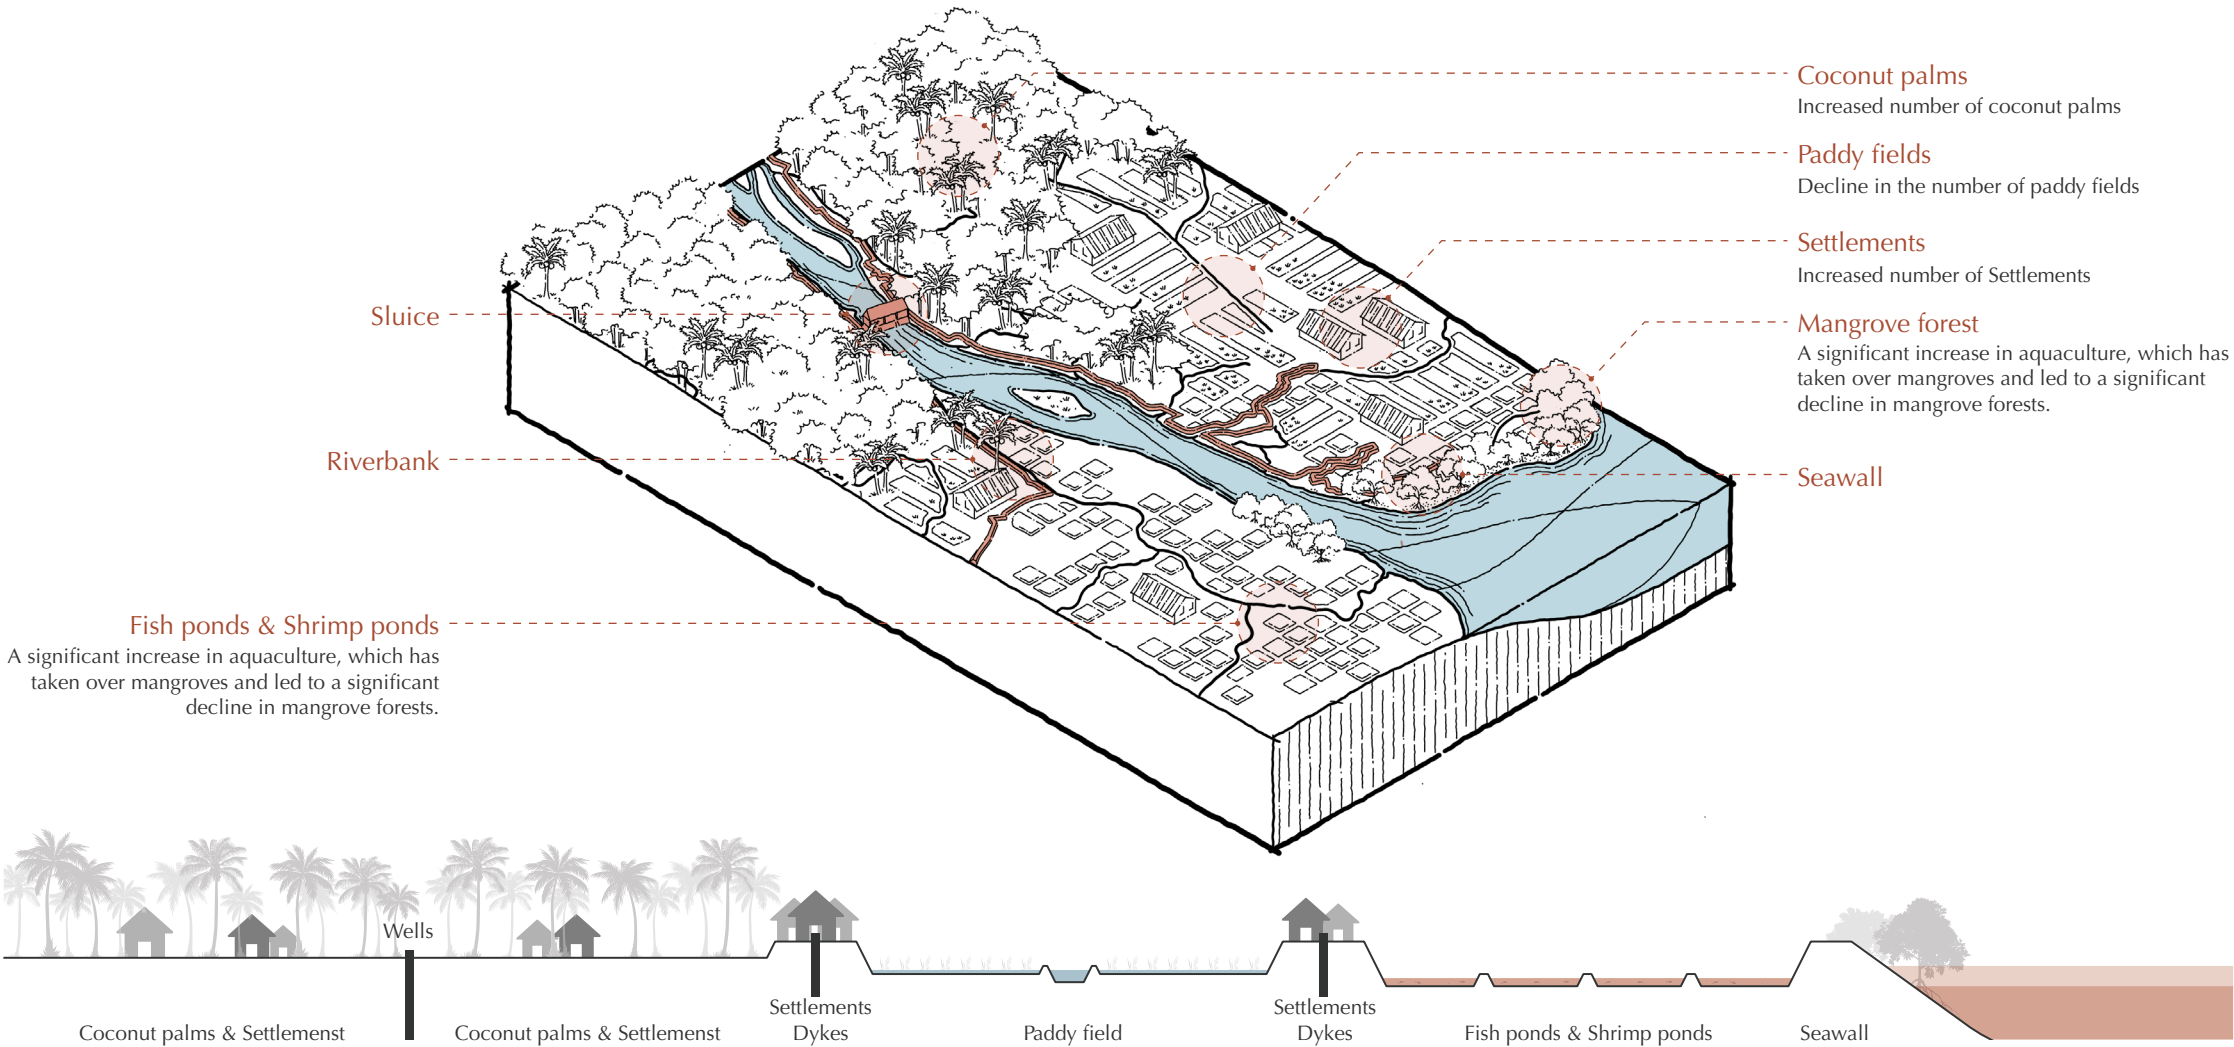 Coconut palms
Increased number of coconut palms
Paddy fields
Decline in the number of paddy fields
Settlements
Increased number of Settlements
Mangrove forest
A significant increase in aquaculture, which has
taken over mangroves and led to a significant
decline in mangrove forests.
Seawall
Sluice
Riverbank
Fish ponds & Shrimp ponds
A significant increase in aquaculture, which has
taken over mangroves and led to a significant
decline in mangrove forests.
Wells
Coconut palms & Settlemenst
Coconut palms & Settlemenst
Settlements
Dykes
Paddy field
Settlements
Dykes
Fish ponds & Shrimp ponds
Seawall